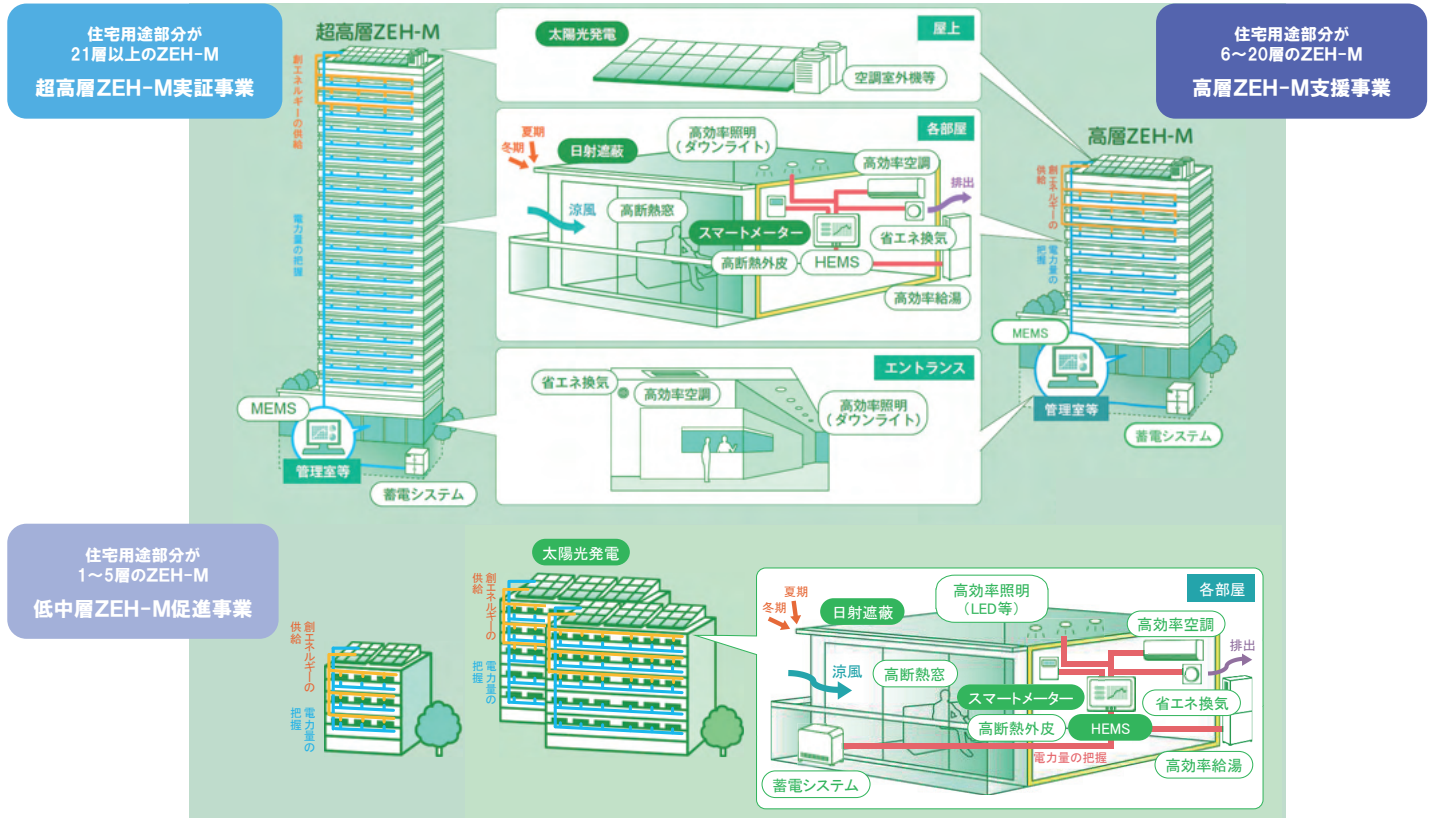 住宅用途部分が
21層以上のZEH-M
超高層ZEH-M実証事業
超高層ZEH-M
創エネルギーの供給
電力量の把握
MEMS
管理室等
蓄電システム
屋上
太陽光発電
空調室外機等
各部屋
夏期
冬期
日射遮蔽
高効率照明
(ダウンライト)
高効率空調
排出
涼風
高断熱窓
スマートメーター
省エネ換気
高断熱外皮
HEMS
高効率給湯
エントランス
省エネ換気
高効率空調
高効率照明
(ダウンライト)
住宅用途部分が
6〜20層のZEH-M
高層ZEH-M支援事業
高層ZEH-M
創エネルギーの
供給
電力量の
把握
MEMS
管理室等
蓄電システム
住宅用途部分が
1〜5層のZEH-M
低中層ZEH-M促進事業
創エネルギーの
供給
電力量の
把握
太陽光発電
創エネルギーの
供給
電力量の
把握
各部屋
夏期
冬期
日射遮蔽
高効率照明
(LED等)
高効率空調
排出
涼風
高断熱窓
スマートメーター
省エネ換気
高断熱外皮
HEMS
電力量の把握
高効率給湯
蓄電システム